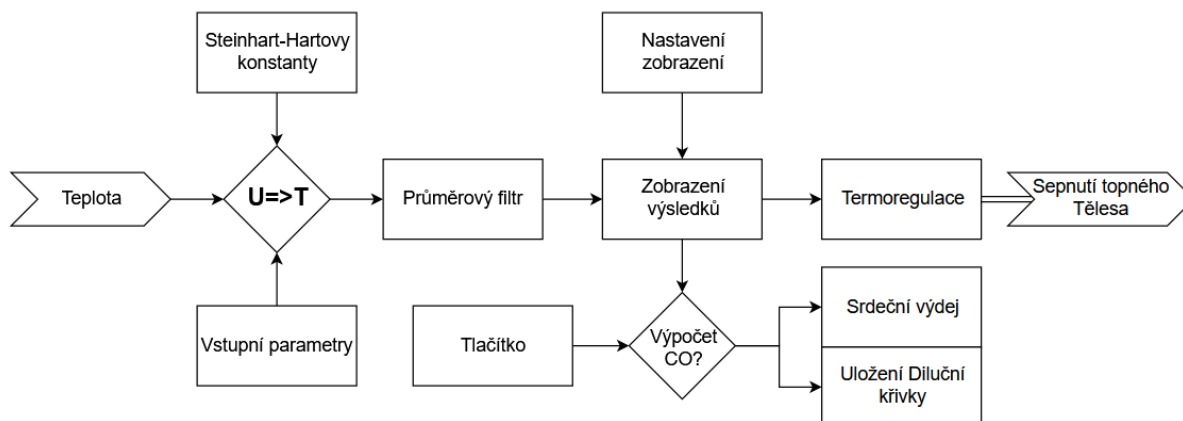 Steinhart-Hartovy
konstanty
Nastavení
zobrazení
Teplota
U=>T
Průměrový filtr
Zobrazení
výsledků
Termoregulace
Sepnutí topného
Tělesa
Vstupní parametry
Tlačítko
Výpočet
CO?
Srdeční výdej
Uložení Diluční
křivky